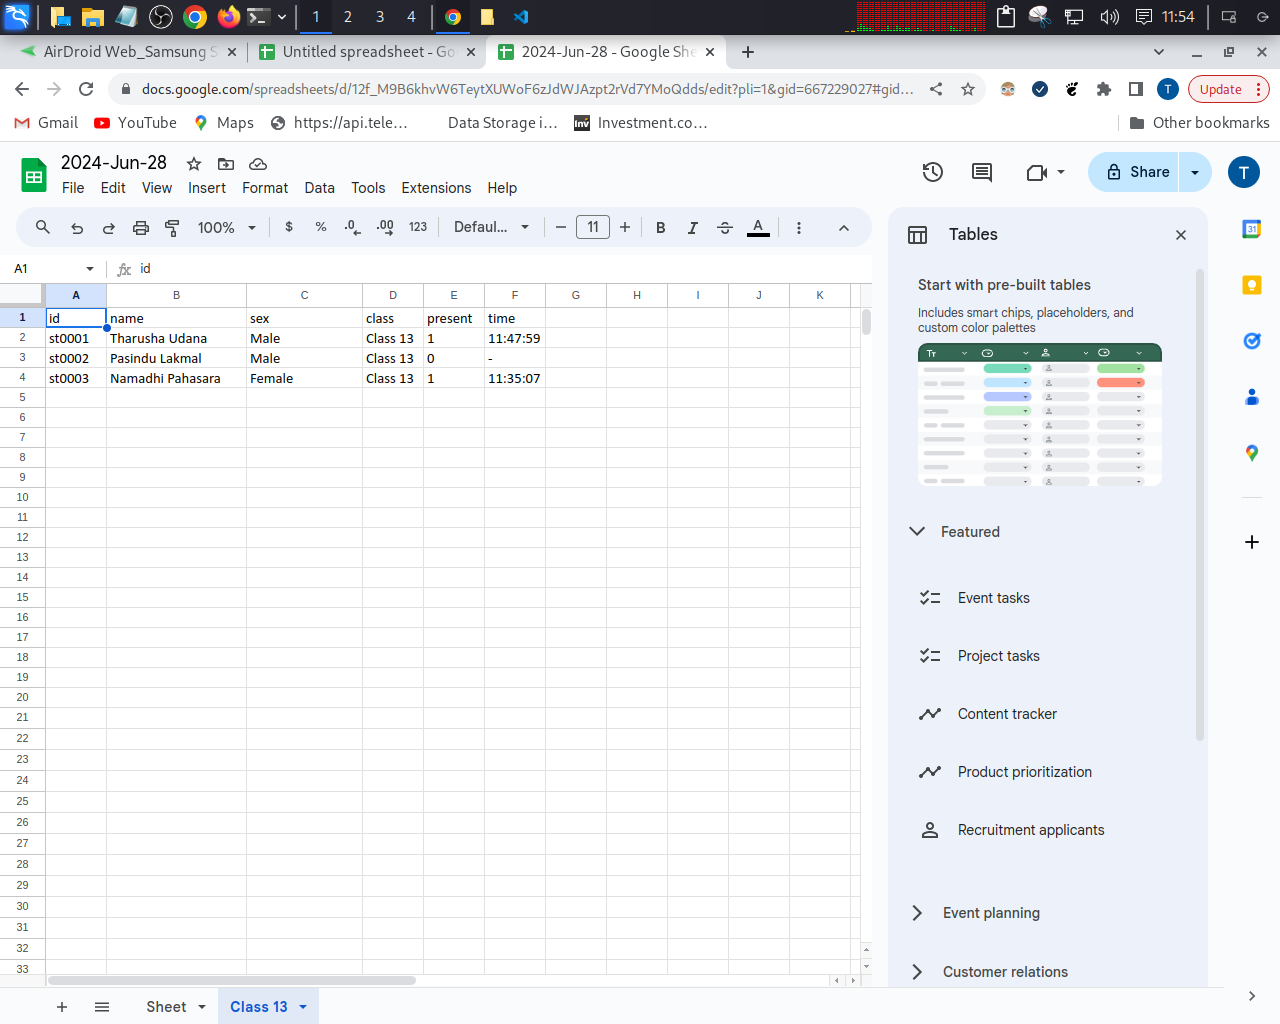 1 2 3 4 11:54
AirDroid Web_Samsung S Untitled spreadsheet - Go 2024-Jun-28 - Google She
docs.google.com/spreadsheets/d/12f_M9B6khvW6TeytXUWoF6zJdWJAzpt2rVd7YMoQdds/edit?pli=1&gid=667229027#gid... T Update
Gmail YouTube Maps https://api.tele... Data Storage i... Inv Investment.co... Other bookmarks
2024-Jun-28
File Edit View Insert Format Data Tools Extensions Help
Share T
100% $ % .0 .00 123 Defaul... 11 B I A
A1 fx id
A B C D E F G H I J K
1 id name sex class present time
2 st0001 Tharusha Udana Male Class 13 1 11:47:59
3 st0002 Pasindu Lakmal Male Class 13 0 -
4 st0003 Namadhi Pahasara Female Class 13 1 11:35:07
5
6
7
8
9
10
11
12
13
14
15
16
17
18
19
20
21
22
23
24
25
26
27
28
29
30
31
32
33
Sheet Class 13
Tables
Start with pre-built tables
Includes smart chips, placeholders, and
custom color palettes
Tт
Featured
Event tasks
Project tasks
Content tracker
Product prioritization
Recruitment applicants
Event planning
Customer relations
31